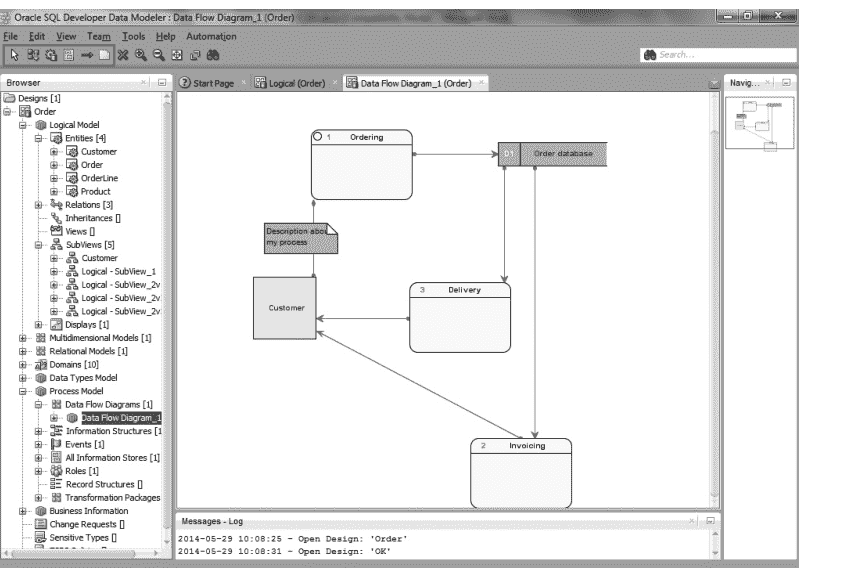 Oracle SQL Developer Data Modeler : Data Flow Diagram_1 (Order)
File Edit View Team Tools Help Automation
Search...
Browser
Start Page
Logical (Order)
Data Flow Diagram_1 (Order)
Navig...
Designs [1]
Order
Logical Model
Entities [4]
Customer
Order
OrderLine
Product
Relations [3]
Inheritances []
Views []
SubViews [5]
Customer
Logical - SubView_1
Logical - SubView_2v
Logical - SubView_2v
Logical - SubView_2v
Displays [1]
Multidimensional Models [1]
Relational Models [1]
Domains [10]
Data Types Model
Process Model
Data Flow Diagrams [1]
Data Flow Diagram_1
Information Structures [1
Events [1]
All Information Stores [1]
Roles [1]
Record Structures []
Transformation Packages
Business Information
Change Requests []
Sensitive Types []
1 Ordering
D1 Order database
Description about
my process
Customer
3 Delivery
2 Invoicing
Messages - Log
2014-05-29 10:08:25 - Open Design: 'Order'
2014-05-29 10:08:31 - Open Design: 'OK'